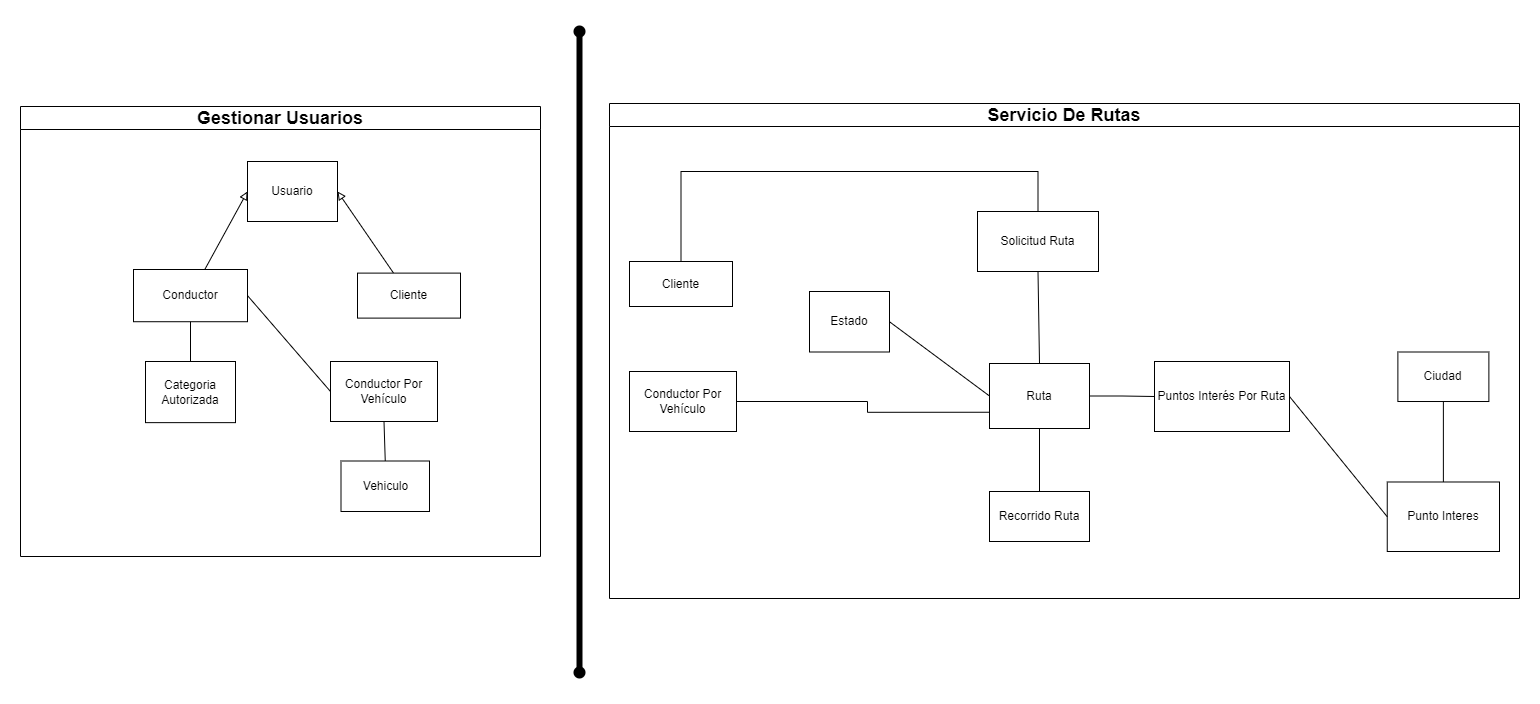 Gestionar Usuarios
Usuario
Conductor
Cliente
Categoria
Autorizada
Conductor Por
Vehículo
Vehiculo
Servicio De Rutas
Solicitud Ruta
Cliente
Estado
Conductor Por
Vehículo
Ruta
Puntos Interés Por Ruta
Ciudad
Recorrido Ruta
Punto Interes